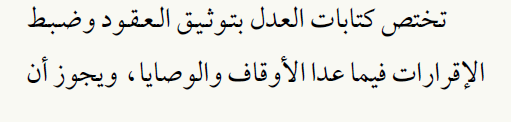 تختص كتابات العدل بتوثيق العقود وضبط
الإقرارات فيما عدا الأوقاف والوصايا، ويجوز أن